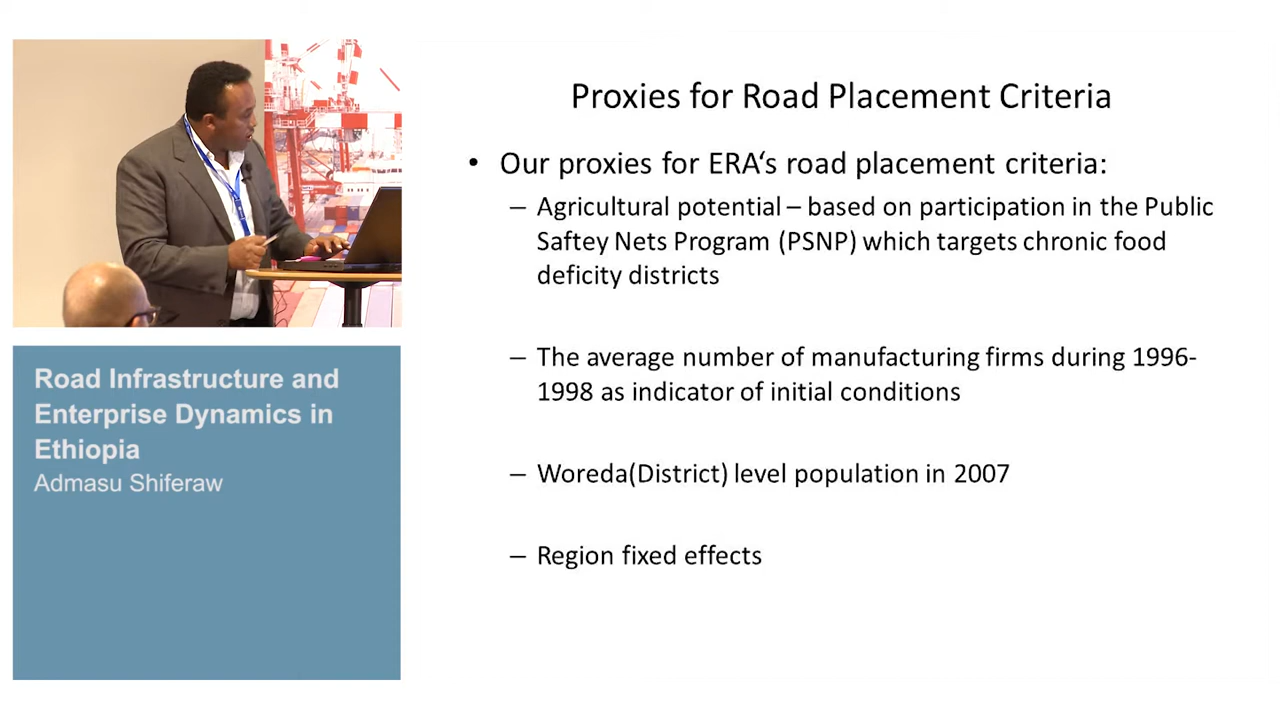 Proxies for Road Placement Criteria
• Our proxies for ERA‘s road placement criteria:
– Agricultural potential – based on participation in the Public
Saftey Nets Program (PSNP) which targets chronic food
deficity districts
– The average number of manufacturing firms during 1996-
1998 as indicator of initial conditions
– Woreda(District) level population in 2007
– Region fixed effects
Road Infrastructure and
Enterprise Dynamics in
Ethiopia
Admasu Shiferaw